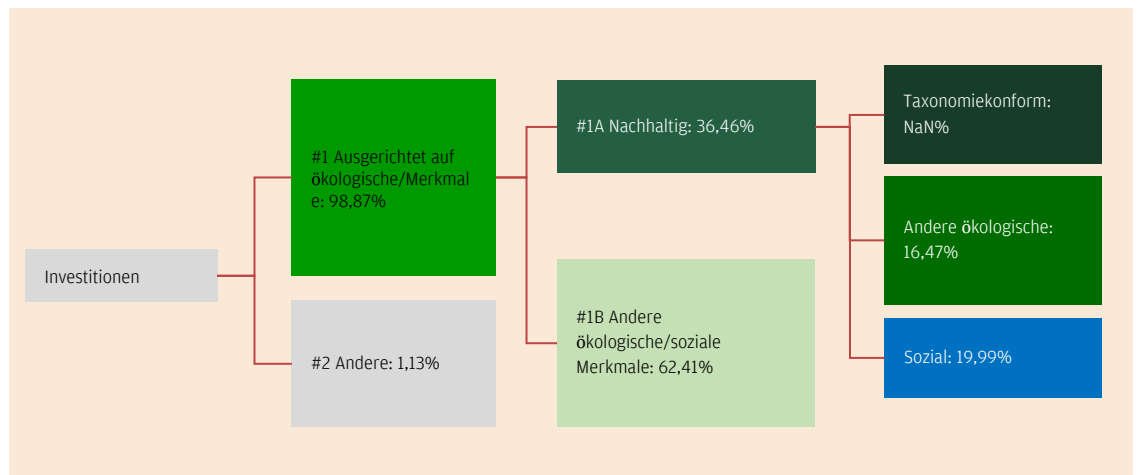 Investitionen
#1 Ausgerichtet auf
ökologische/Merkmal
e: 98,87%
#2 Andere: 1,13%
#1A Nachhaltig: 36,46%
#1B Andere
ökologische/soziale
Merkmale: 62,41%
Taxonomiekonform:
NaN%
Andere ökologische:
16,47%
Sozial: 19,99%